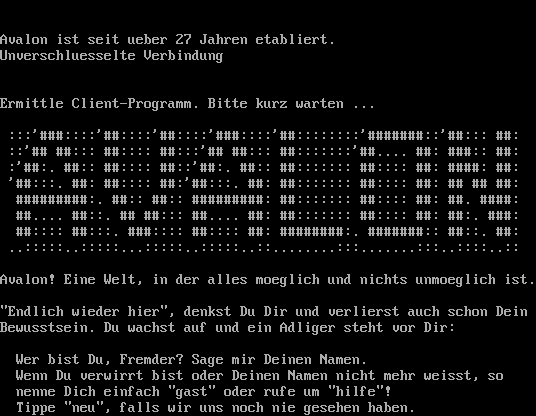 Avalon ist seit ueber 27 Jahren etabliert.
Unverschluesselte Verbindung
Ermittle Client-Programm. Bitte kurz warten ...
AVALON
Avalon! Eine Welt, in der alles moeglich und nichts unmoeglich ist.
"Endlich wieder hier", denkst Du Dir und verlierst auch schon Dein
Bewusstsein. Du wachst auf und ein Adliger steht vor Dir:
Wer bist Du, Fremder? Sage mir Deinen Namen.
Wenn Du verwirrt bist oder Deinen Namen nicht mehr weisst, so
nenne Dich einfach "gast" oder rufe um "hilfe"!
Tippe "neu", falls wir uns noch nie gesehen haben.